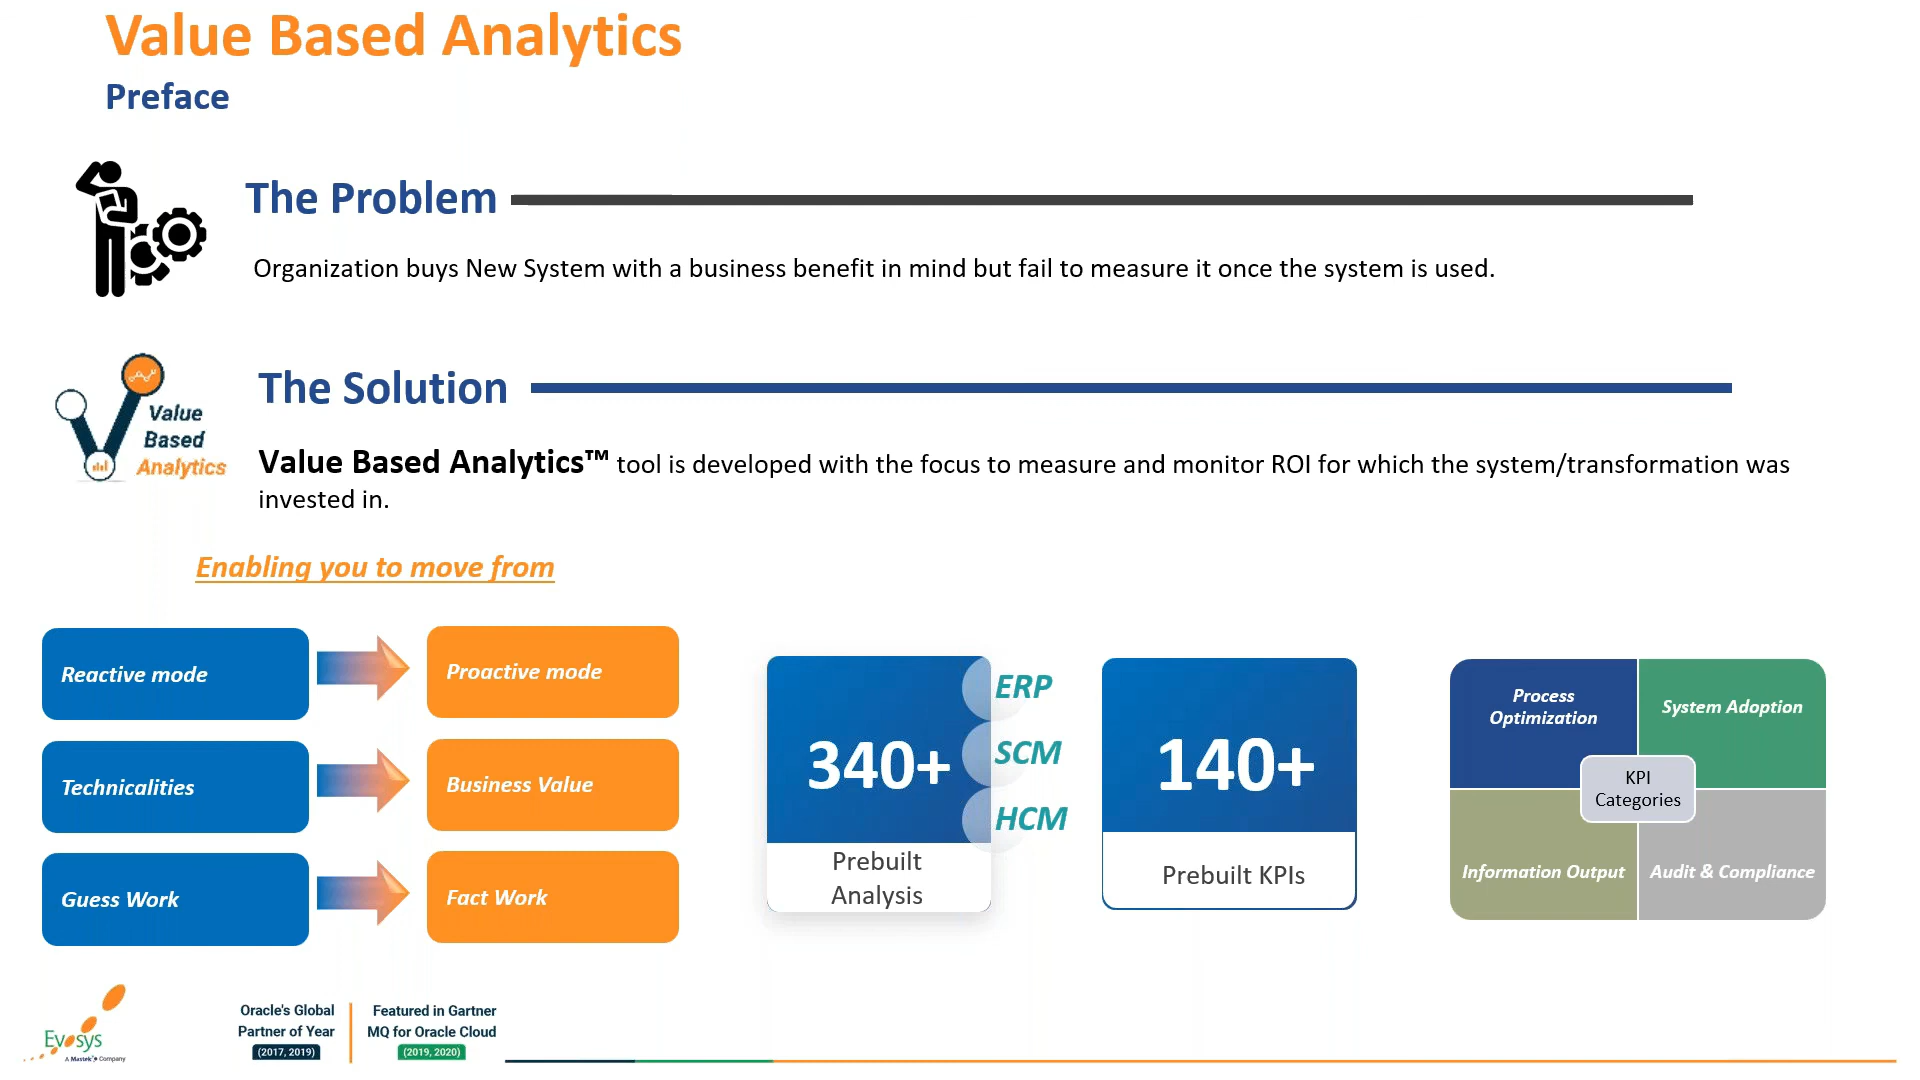 Value Based Analytics
Preface
The Problem
Organization buys New System with a business benefit in mind but fail to measure it once the system is used.
Value
Based
Analytics
The Solution
Value Based Analytics™ tool is developed with the focus to measure and monitor ROI for which the system/transformation was
invested in.
Enabling you to move from
Reactive mode
Proactive mode
Technicalities
Business Value
Guess Work
Fact Work
340+
Prebuilt
Analysis
ERP
SCM
HCM
140+
Prebuilt KPIs
Process
Optimization
System Adoption
KPI
Categories
Information Output
Audit & Compliance
Evosys
A Mastek Company
Oracle's Global
Partner of Year
(2017, 2019)
Featured in Gartner
MQ for Oracle Cloud
(2019, 2020)